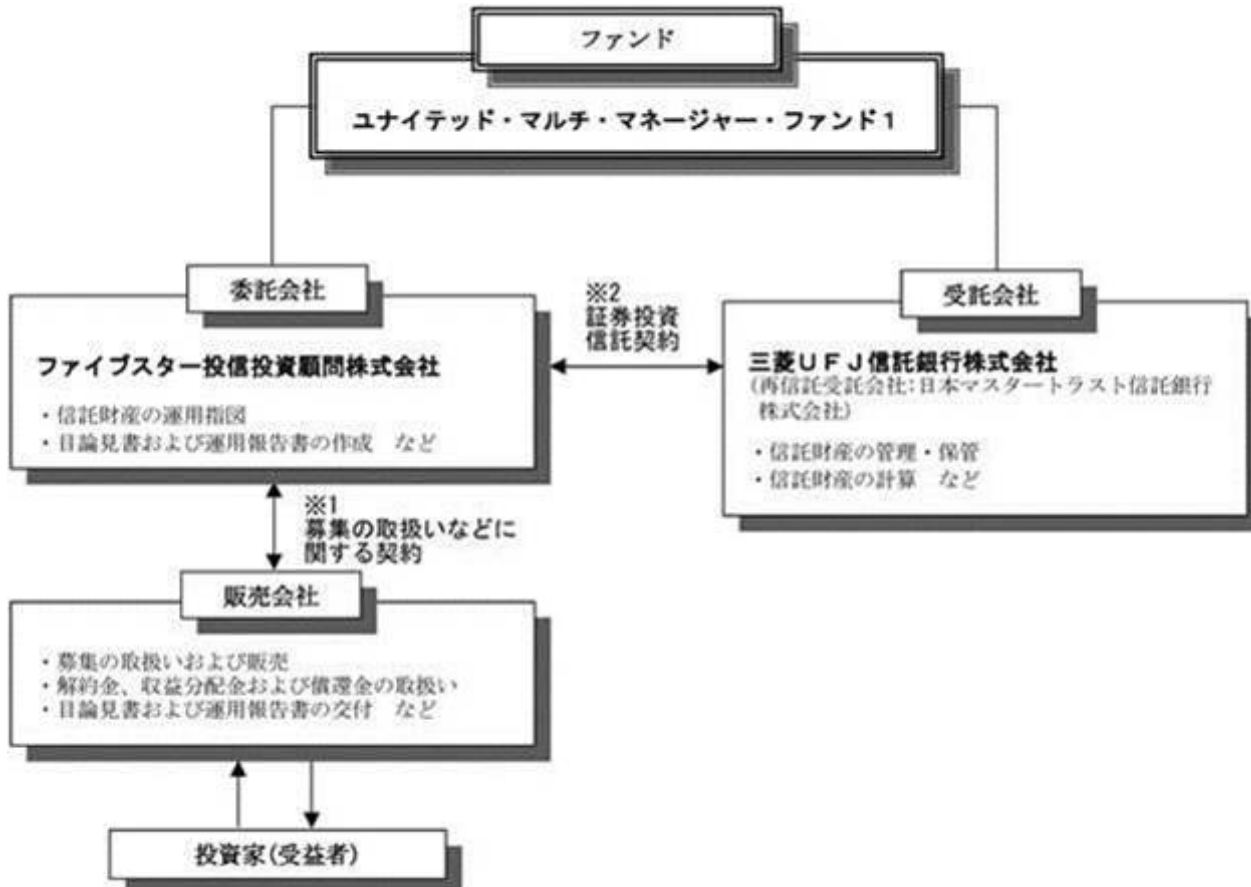 ファンド
ユナイテッド・マルチ・マネージャー・ファンド1
委託会社
ファイブスター投信投資顧問株式会社
・信託財産の運用指図
・目論見書および運用報告書の作成　など
※2
証券投資
信託契約
受託会社
三菱UFJ信託銀行株式会社
(再信託受託会社:日本マスタートラスト信託銀行
株式会社)
・信託財産の管理・保管
・信託財産の計算　など
※1
募集の取扱いなどに
関する契約
販売会社
・募集の取扱いおよび販売
・解約金、収益分配金および償還金の取扱い
・目論見書および運用報告書の交付　など
投資家(受益者)